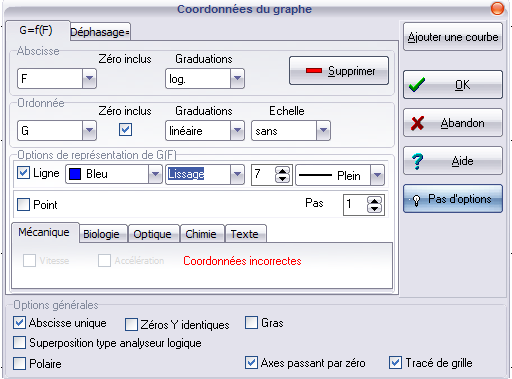 Coordonnées du graphe
G=f(F) Déphasage=
Abscisse
Zéro inclus Graduations
F log. Supprimer
Ordonnée
Zéro inclus Graduations Echelle
G linéaire sans
Options de représentation de G(F)
Ligne Bleu Lissage 7 Plein
Point Pas 1
Mécanique Biologie Optique Chimie Texte
Vitesse Accélération Coordonnées incorrectes
Options générales
Abscisse unique Zéros Y identiques Gras
Superposition type analyseur logique
Polaire Axes passant par zéro Tracé de grille
Ajouter une courbe
OK
Abandon
Aide
Pas d'options